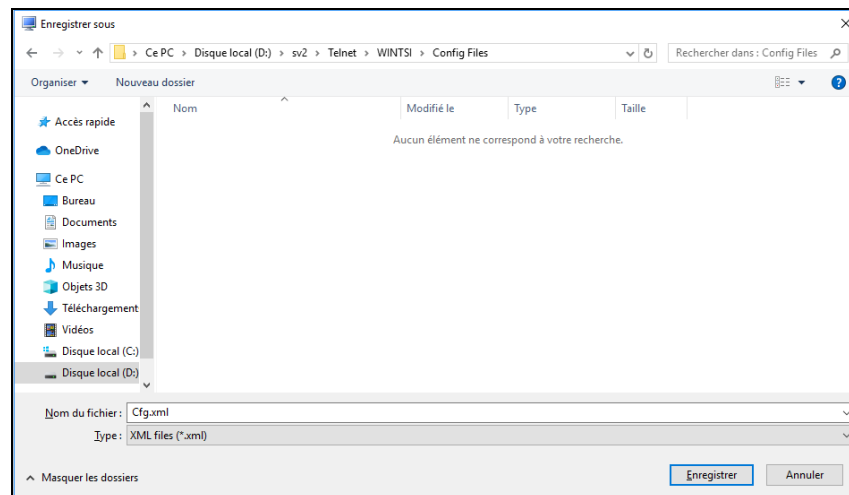 Enregistrer sous
Ce PC > Disque local (D:) > sv2 > Telnet > WINTSI > Config Files
Rechercher dans : Config Files
Organiser
Nouveau dossier
?
Nom
Modifié le
Type
Taille
Aucun élément ne correspond à votre recherche.
Accès rapide
OneDrive
Ce PC
Bureau
Documents
Images
Musique
Objets 3D
Téléchargement
Vidéos
Disque local (C:)
Disque local (D:)
Nom du fichier : Cfg.xml
Type : XML files (*.xml)
Masquer les dossiers
Enregistrer
Annuler